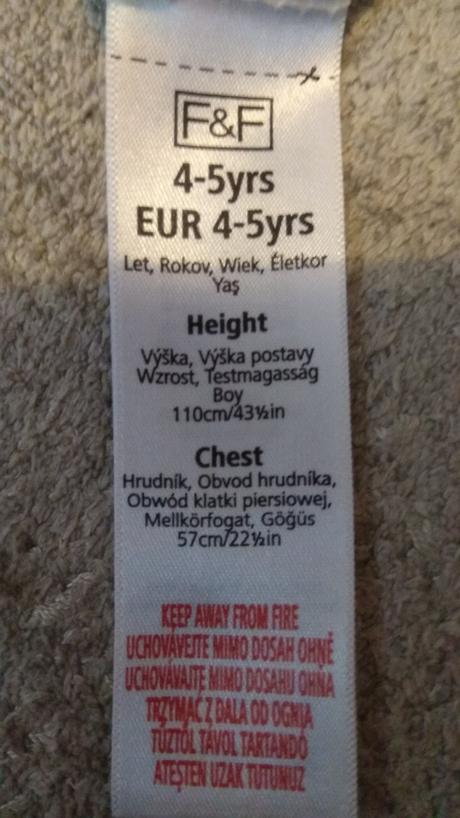 F&F
4-5yrs
EUR 4-5yrs
Let, Rokov, Wiek, Életkor
Yaş
Height
Výška, Výška postavy
Wzrost, Testmagasság
Boy
110cm/43½in
Chest
Hrudník, Obvod hrudníka,
Obwód klatki piersiowej,
Mellkörfogat, Göğüs
57cm/22½in
KEEP AWAY FROM FIRE
UCHOVÁVEJTE MIMO DOSAH OHNĚ
UCHOVÁVAJTE MIMO DOSAHU OHŇA
TRZYMAĆ Z DALA OD OGNIA
TŰZTŐL TÁVOL TARTANDÓ
ATEŞTEN UZAK TUTUNUZ